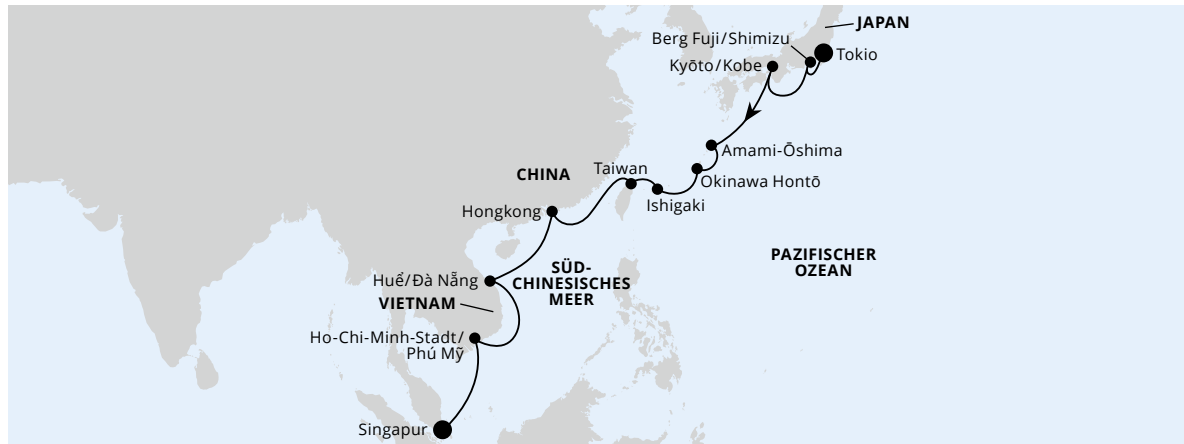 JAPAN
Berg Fuji/Shimizu
Tokio
Kyōto/Kobe
Amami-Ōshima
Taiwan
Okinawa Hontō
CHINA
Ishigaki
Hongkong
PAZIFISCHER
OZEAN
SÜD-
CHINESISCHES
MEER
Huể/Đà Nẵng
VIETNAM
Ho-Chi-Minh-Stadt/
Phú Mỹ
Singapur